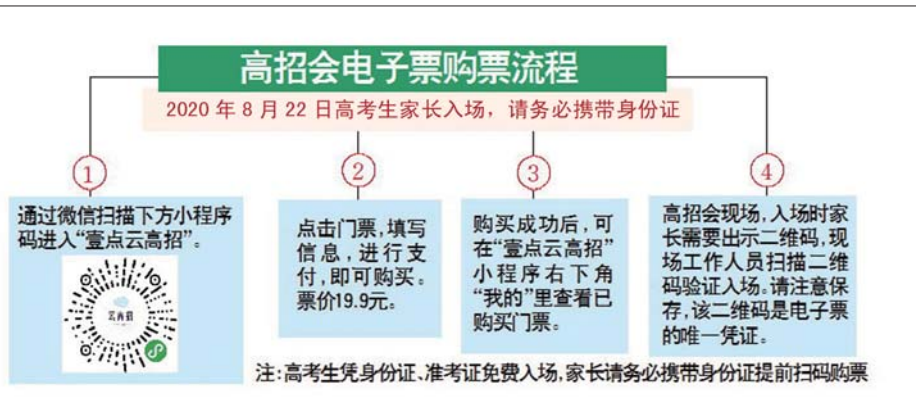 高招会电子票购票流程
2020年8月22日高考生家长入场，请务必携带身份证
1
通过微信扫描下方小程序
码进入“壹点云高招”。
2
点击门票，填写
信息，进行支
付，即可购买。
票价19.9元。
3
购买成功后，可
在“壹点云高招”
小程序右下角
“我的”里查看已
购买门票。
4
高招会现场，入场时家
长需要出示二维码，现
场工作人员扫描二维
码验证入场。请注意保
存，该二维码是电子票
的唯一凭证。
注：高考生凭身份证、准考证免费入场，家长请务必携带身份证提前扫码购票